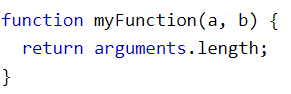 function myFunction(a, b) {
  return arguments.length;
}